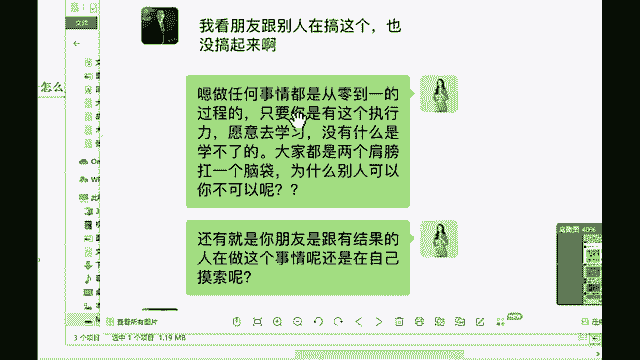 文件
我看朋友跟别人在搞这个，也
没搞起来啊
怎么
嗯做任何事情都是从零到一的
过程的，只要你是有这个执行
力，愿意去学习，没有什么是
学不了的。大家都是两个肩膀
扛一个脑袋，为什么别人可以
你不可以呢？？
还有就是你朋友是跟有结果的
人在做这个事情呢还是在自己
摸索呢？
40%
查看所有图片
3 个项目 选中 1 个项目 1.19 MB